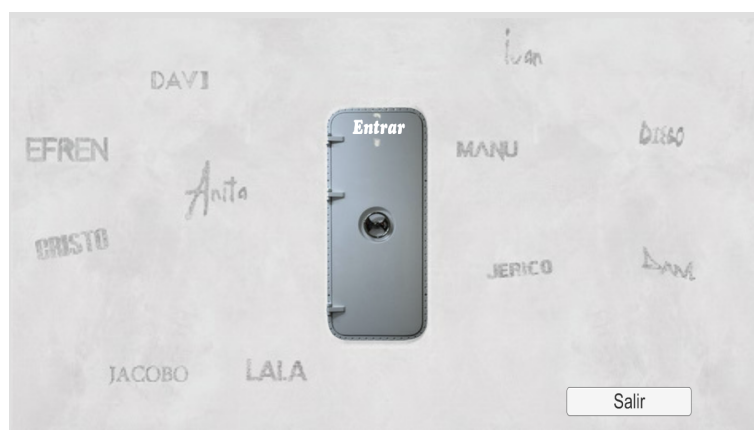 Ivan
DAVI
Entrar
EFREN
MANU
DIEGO
Anita
CRISTO
JERICO
DANI
JACOBO
LALA
Salir